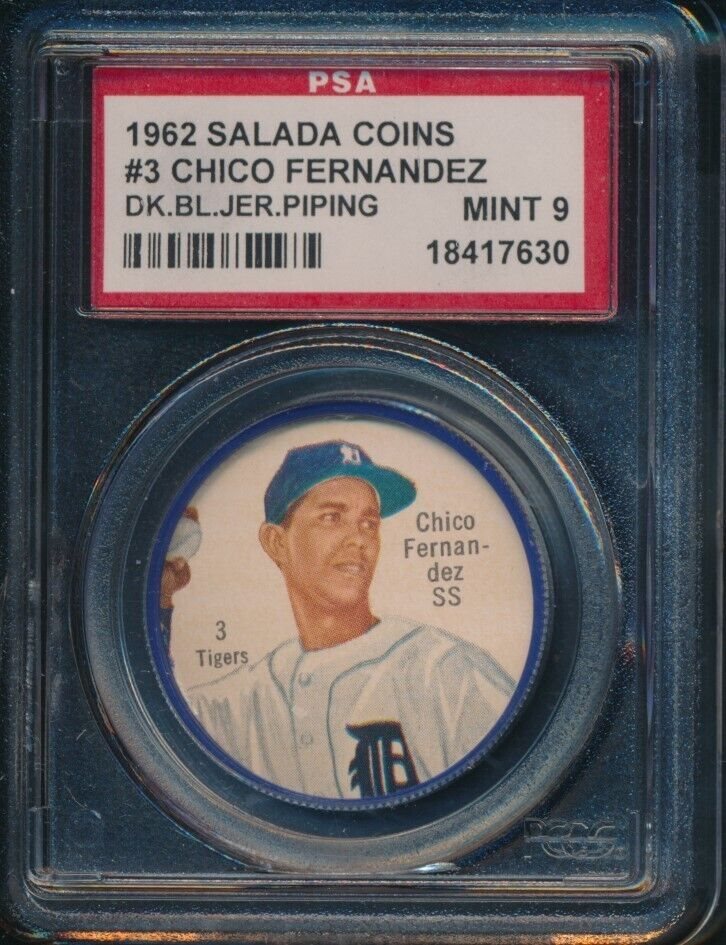 PSA
1962 SALADA COINS
#3 CHICO FERNANDEZ
DK.BL.JER.PIPING MINT 9
18417630
Chico
Fernan-
dez
SS
3
Tigers
D
D
PCGS